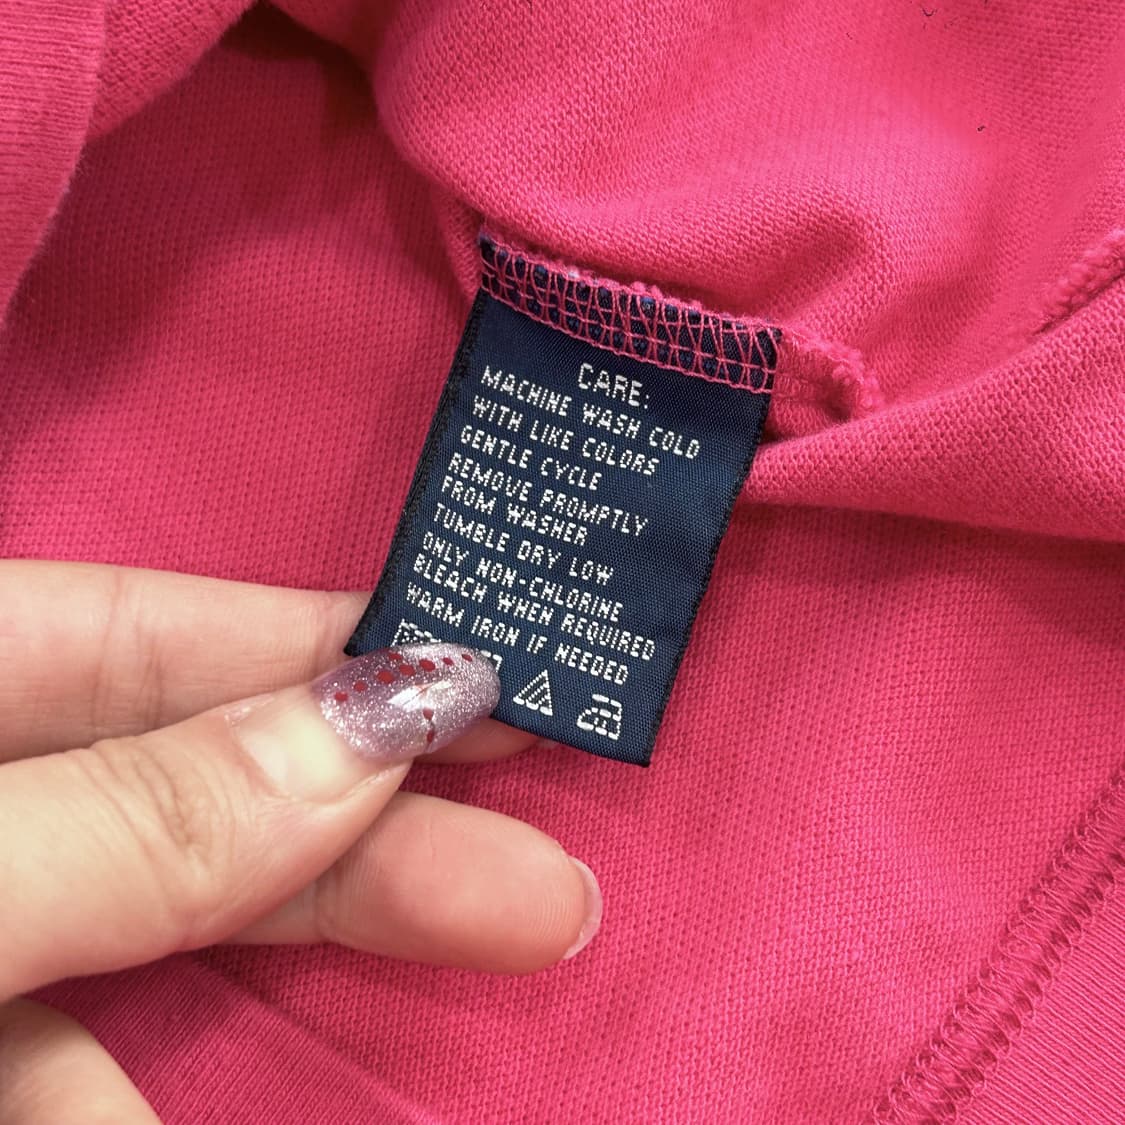 CARE:
MACHINE WASH COLD
WITH LIKE COLORS
GENTLE CYCLE
REMOVE PROMPTLY
FROM WASHER
TUMBLE DRY LOW
ONLY NON-CHLORINE
BLEACH WHEN REQUIRED
WARM IRON IF NEEDED